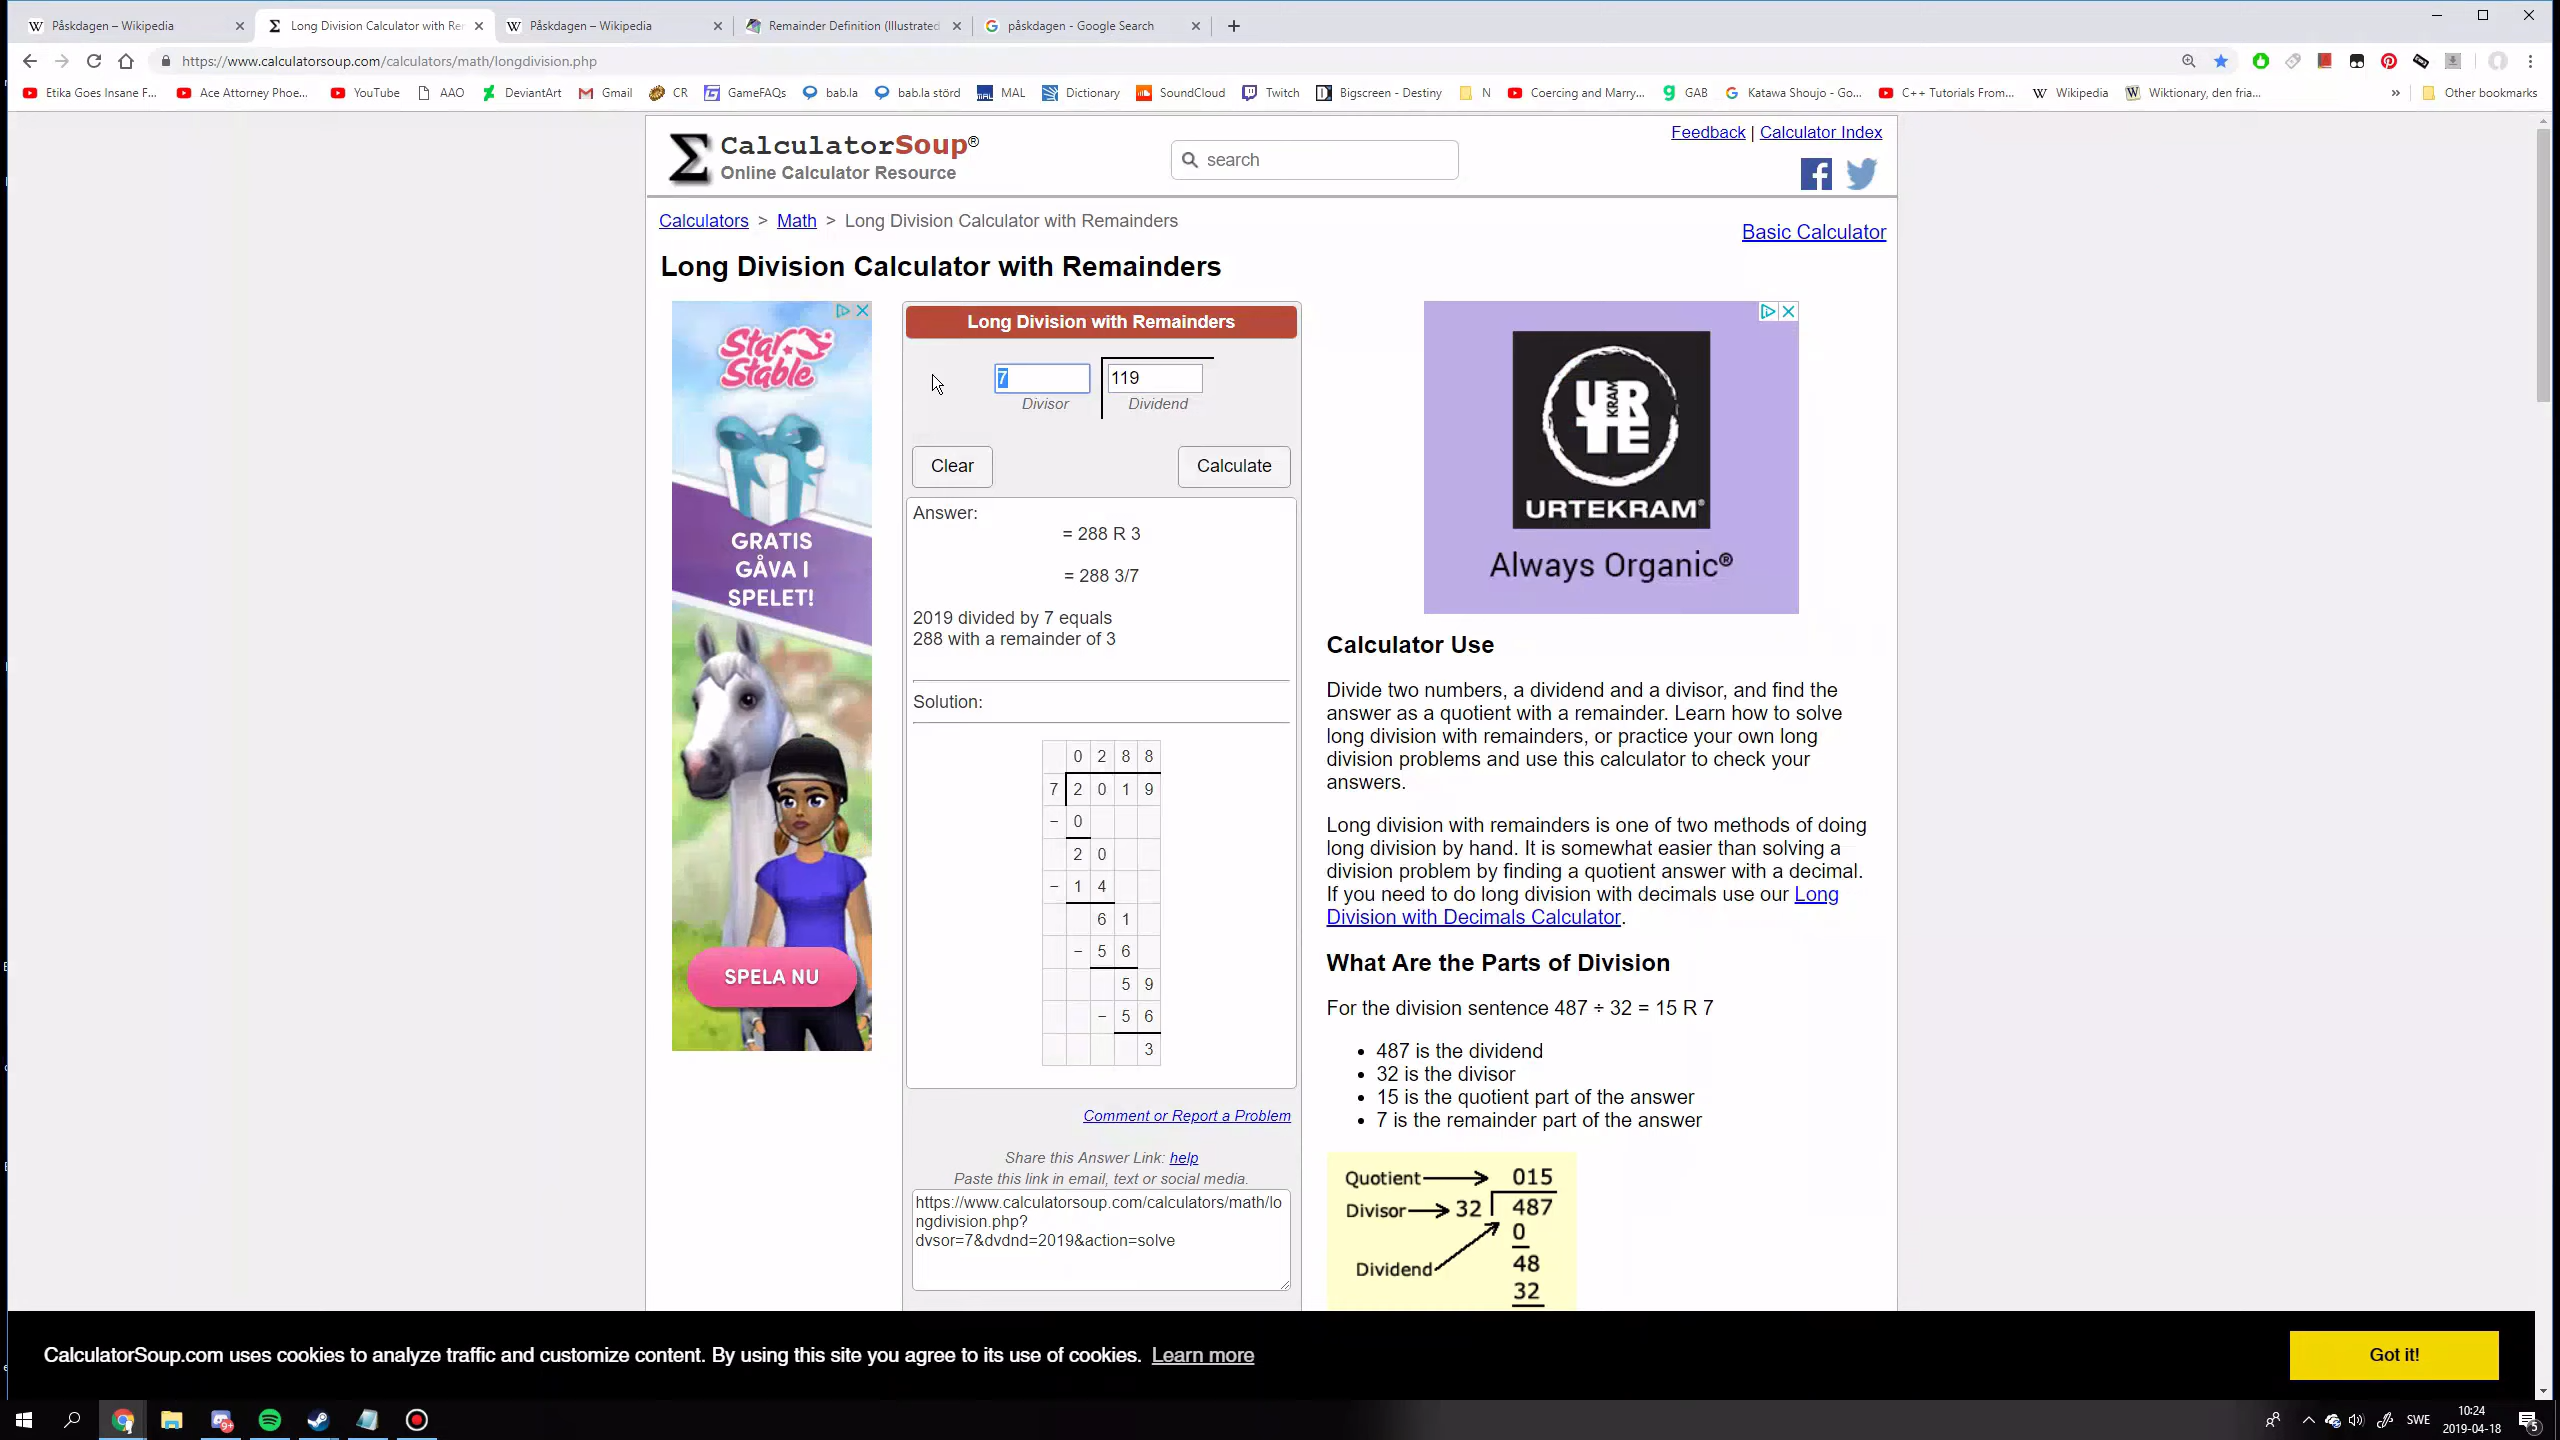 Påskdagen – Wikipedia
Long Division Calculator with Re
Påskdagen – Wikipedia
Remainder Definition (Illustrated
påskdagen - Google Search
https://www.calculatorsoup.com/calculators/math/longdivision.php
Etika Goes Insane F...
Ace Attorney Phoe...
YouTube
AAO
DeviantArt
Gmail
CR
GameFAQs
bab.la
bab.la störd
MAL
Dictionary
SoundCloud
Twitch
Bigscreen - Destiny
N
Coercing and Marry...
GAB
Katawa Shoujo - Go...
C++ Tutorials From...
Wikipedia
Wiktionary, den fria...
»
Other bookmarks
CalculatorSoup®
Online Calculator Resource
search
Feedback | Calculator Index
Calculators > Math > Long Division Calculator with Remainders
Basic Calculator
Long Division Calculator with Remainders
Star Stable
GRATIS
GÅVA I
SPELET!
SPELA NU
Long Division with Remainders
7
119
Divisor
Dividend
Clear
Calculate
Answer:
= 288 R 3
= 288 3/7
2019 divided by 7 equals
288 with a remainder of 3
Solution:
0 2 8 8
7 2 0 1 9
− 0
2 0
− 1 4
6 1
− 5 6
5 9
− 5 6
3
Comment or Report a Problem
Share this Answer Link: help
Paste this link in email, text or social media.
https://www.calculatorsoup.com/calculators/math/lo
ngdivision.php?
dvsor=7&dvdnd=2019&action=solve
URTE
KRAM
URTEKRAM®
Always Organic®
Calculator Use
Divide two numbers, a dividend and a divisor, and find the
answer as a quotient with a remainder. Learn how to solve
long division with remainders, or practice your own long
division problems and use this calculator to check your
answers.
Long division with remainders is one of two methods of doing
long division by hand. It is somewhat easier than solving a
division problem by finding a quotient answer with a decimal.
If you need to do long division with decimals use our Long
Division with Decimals Calculator.
What Are the Parts of Division
For the division sentence 487 ÷ 32 = 15 R 7
• 487 is the dividend
• 32 is the divisor
• 15 is the quotient part of the answer
• 7 is the remainder part of the answer
Quotient 015
Divisor 32 487
0
Dividend 48
32
CalculatorSoup.com uses cookies to analyze traffic and customize content. By using this site you agree to its use of cookies. Learn more
Got it!
9+
SWE
10:24
2019-04-18
5